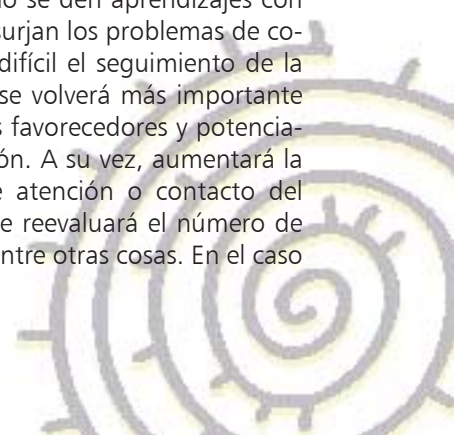 se den aprendizajes con
surjan los problemas de co-
difícil el seguimiento de la
se volverá más importante
favorecedores y potencia-
ón. A su vez, aumentará la
atención o contacto del
e reevaluará el número de
ntre otras cosas. En el caso